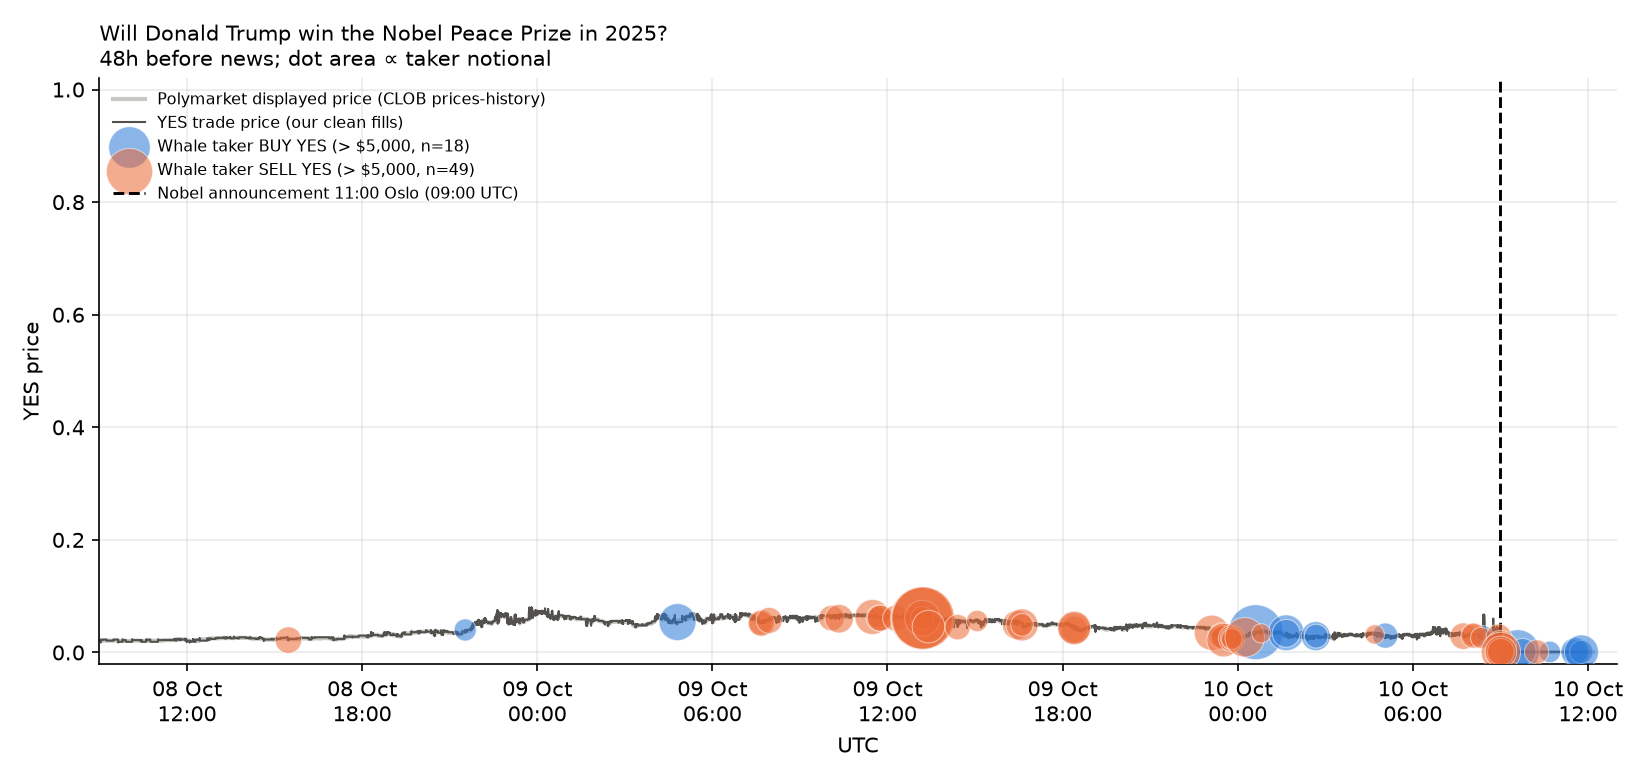 Will Donald Trump win the Nobel Peace Prize in 2025?
48h before news; dot area ∝ taker notional
Polymarket displayed price (CLOB prices-history)
YES trade price (our clean fills)
Whale taker BUY YES (> $5,000, n=18)
Whale taker SELL YES (> $5,000, n=49)
Nobel announcement 11:00 Oslo (09:00 UTC)
YES price
1.0
0.8
0.6
0.4
0.2
0.0
08 Oct 12:00
08 Oct 18:00
09 Oct 00:00
09 Oct 06:00
09 Oct 12:00
09 Oct 18:00
10 Oct 00:00
10 Oct 06:00
10 Oct 12:00
UTC